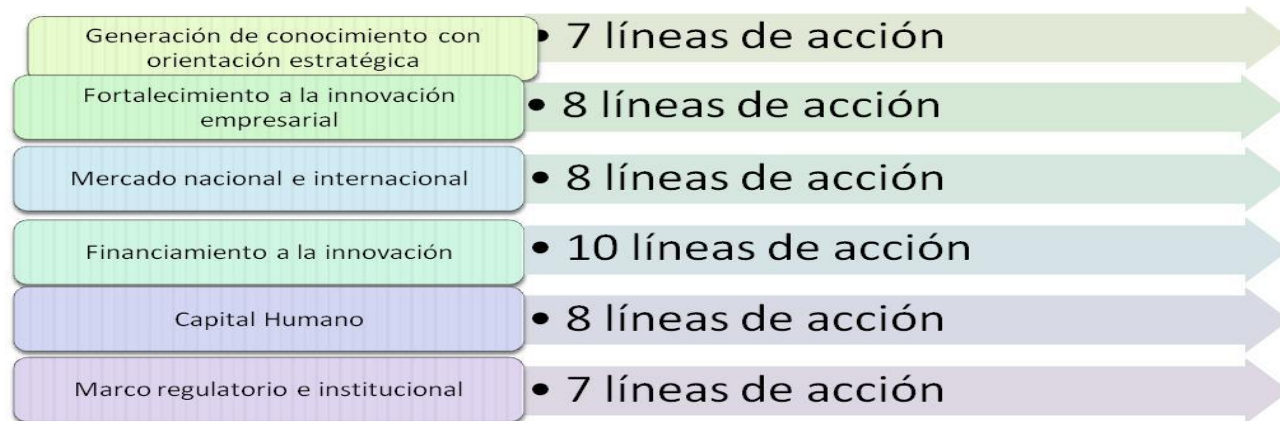 Generación de conocimiento con
orientación estratégica
• 7 líneas de acción
Fortalecimiento a la innovación
empresarial
• 8 líneas de acción
Mercado nacional e internacional
• 8 líneas de acción
Financiamiento a la innovación
• 10 líneas de acción
Capital Humano
• 8 líneas de acción
Marco regulatorio e institucional
• 7 líneas de acción